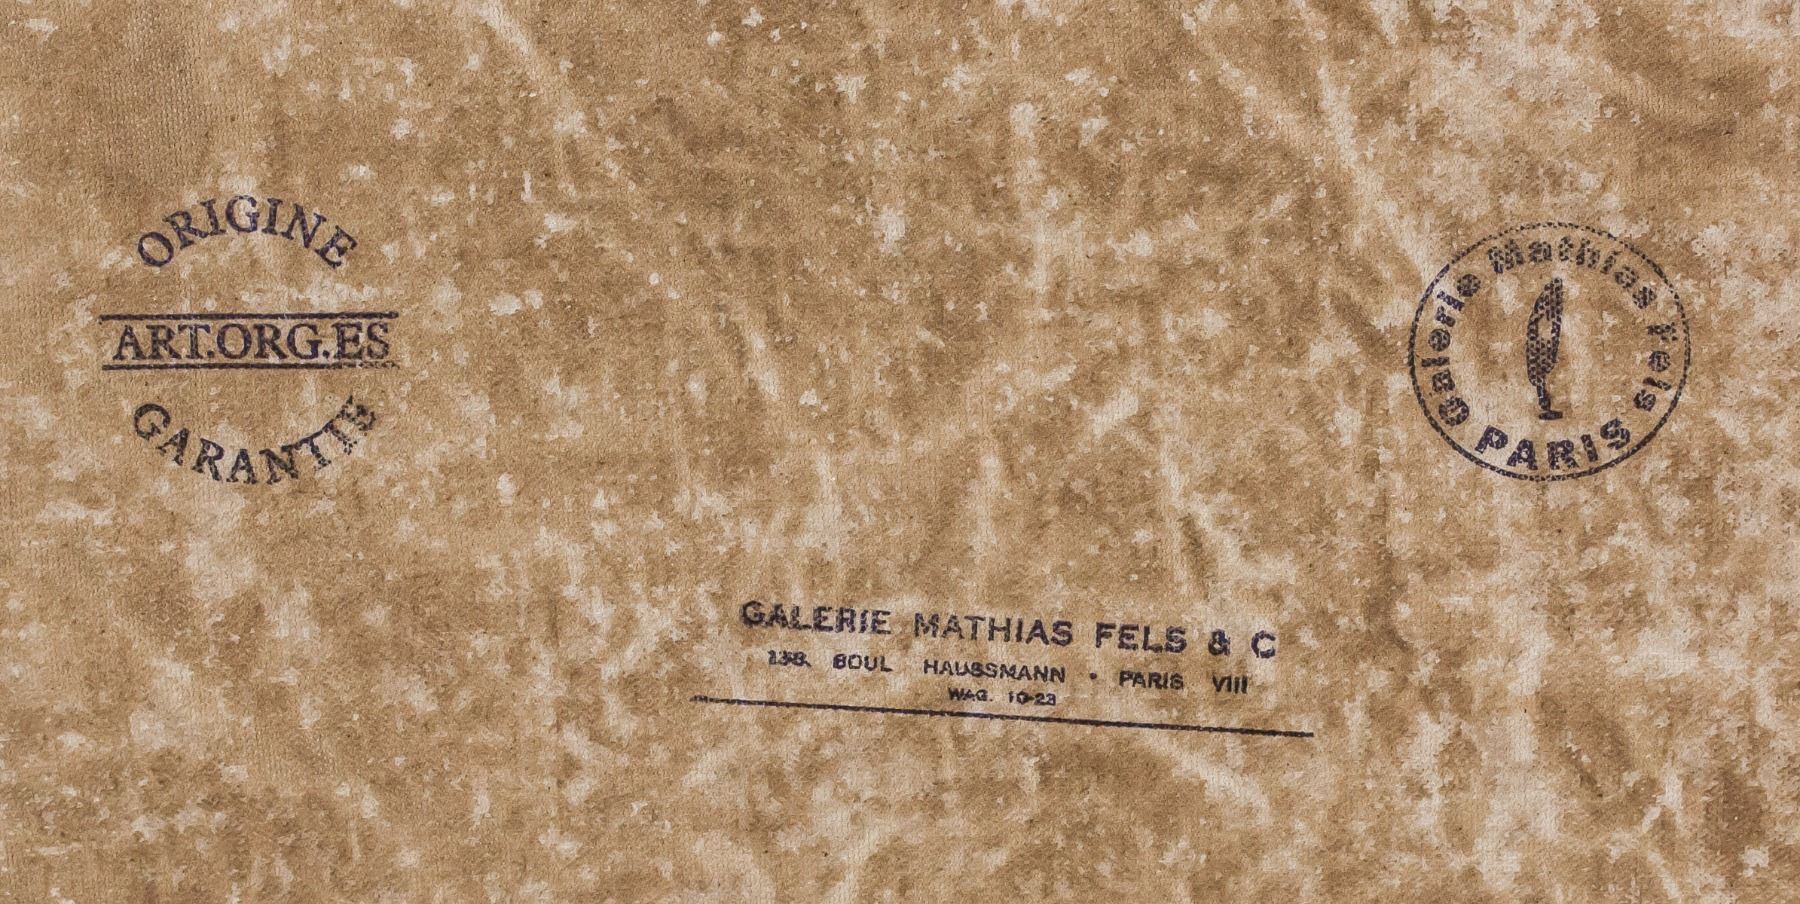 ORIGINE
ART.ORG.ES
GARANTIE
Galerie Mathias Fels
PARIS
GALERIE MATHIAS FELS & C
138. BOUL HAUSSMANN • PARIS VIII
WAG. 10-23